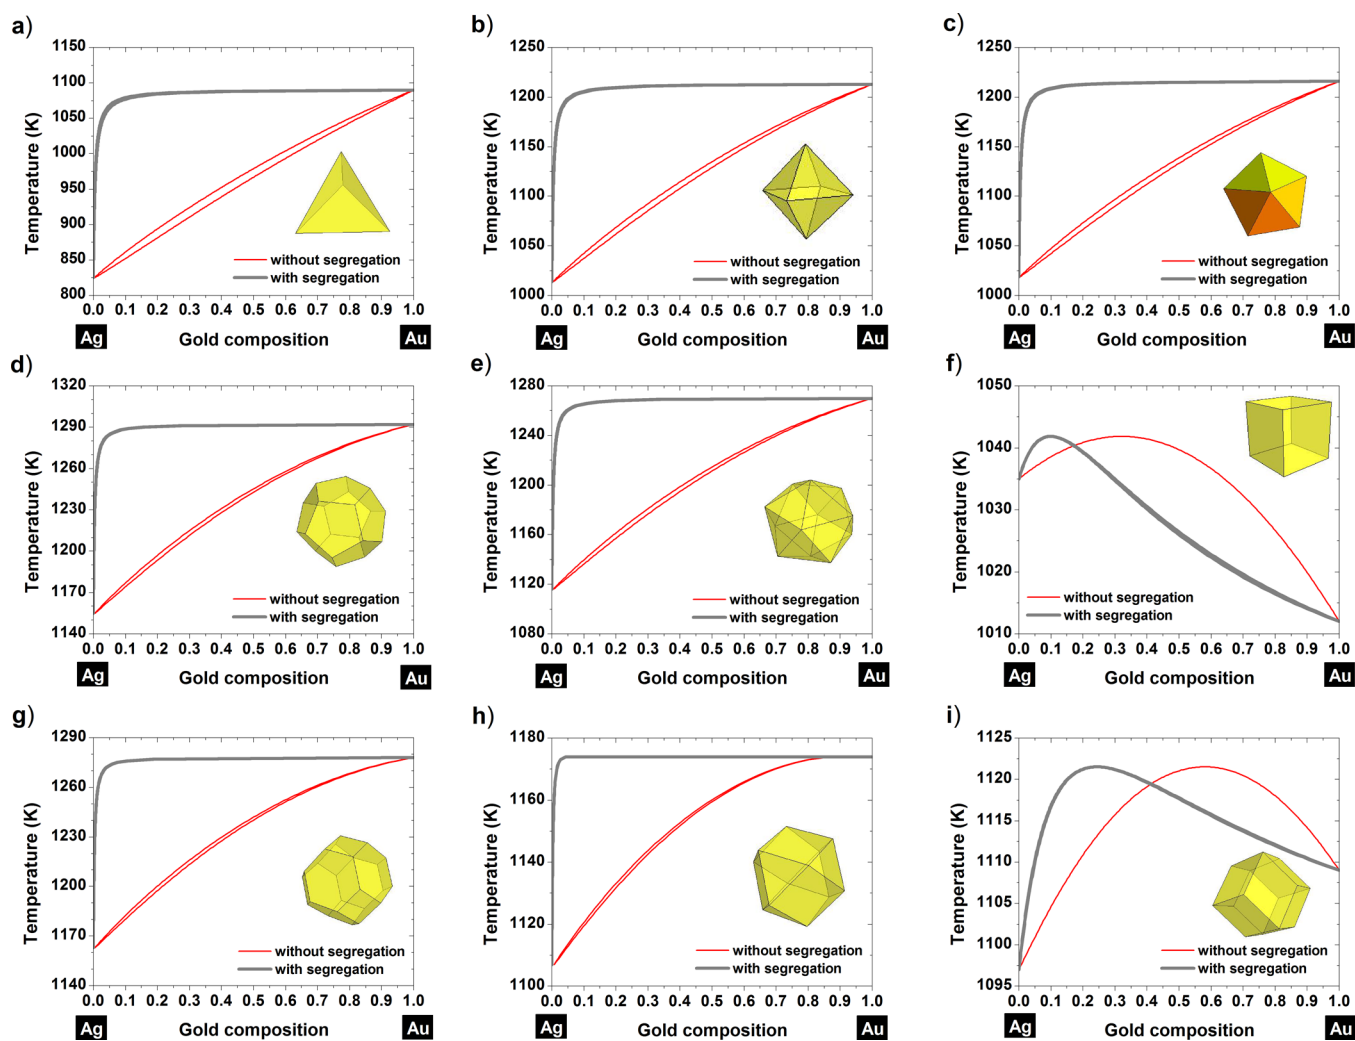 a)
1150
1100
1050
1000
950
900
850
800
Temperature (K)
without segregation
with segregation
0.0 0.1 0.2 0.3 0.4 0.5 0.6 0.7 0.8 0.9 1.0
Ag Gold composition Au
b)
1250
1200
1150
1100
1050
1000
Temperature (K)
without segregation
with segregation
0.0 0.1 0.2 0.3 0.4 0.5 0.6 0.7 0.8 0.9 1.0
Ag Gold composition Au
c)
1250
1200
1150
1100
1050
1000
Temperature (K)
without segregation
with segregation
0.0 0.1 0.2 0.3 0.4 0.5 0.6 0.7 0.8 0.9 1.0
Ag Gold composition Au
d)
1320
1290
1260
1230
1200
1170
1140
Temperature (K)
without segregation
with segregation
0.0 0.1 0.2 0.3 0.4 0.5 0.6 0.7 0.8 0.9 1.0
Ag Gold composition Au
e)
1280
1240
1200
1160
1120
1080
Temperature (K)
without segregation
with segregation
0.0 0.1 0.2 0.3 0.4 0.5 0.6 0.7 0.8 0.9 1.0
Ag Gold composition Au
f)
1050
1040
1030
1020
1010
Temperature (K)
without segregation
with segregation
0.0 0.1 0.2 0.3 0.4 0.5 0.6 0.7 0.8 0.9 1.0
Ag Gold composition Au
g)
1290
1260
1230
1200
1170
1140
Temperature (K)
without segregation
with segregation
0.0 0.1 0.2 0.3 0.4 0.5 0.6 0.7 0.8 0.9 1.0
Ag Gold composition Au
h)
1180
1160
1140
1120
1100
Temperature (K)
without segregation
with segregation
0.0 0.1 0.2 0.3 0.4 0.5 0.6 0.7 0.8 0.9 1.0
Ag Gold composition Au
i)
1125
1120
1115
1110
1105
1100
1095
Temperature (K)
without segregation
with segregation
0.0 0.1 0.2 0.3 0.4 0.5 0.6 0.7 0.8 0.9 1.0
Ag Gold composition Au